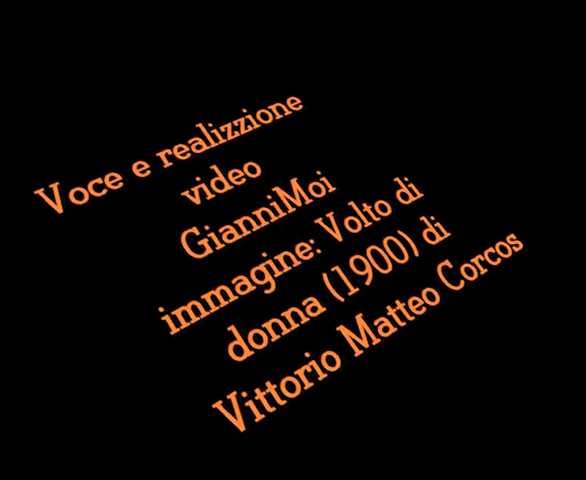 Voce e realizzione
video
GianniMoi
immagine: Volto di
donna (1900) di
Vittorio Matteo Corcos